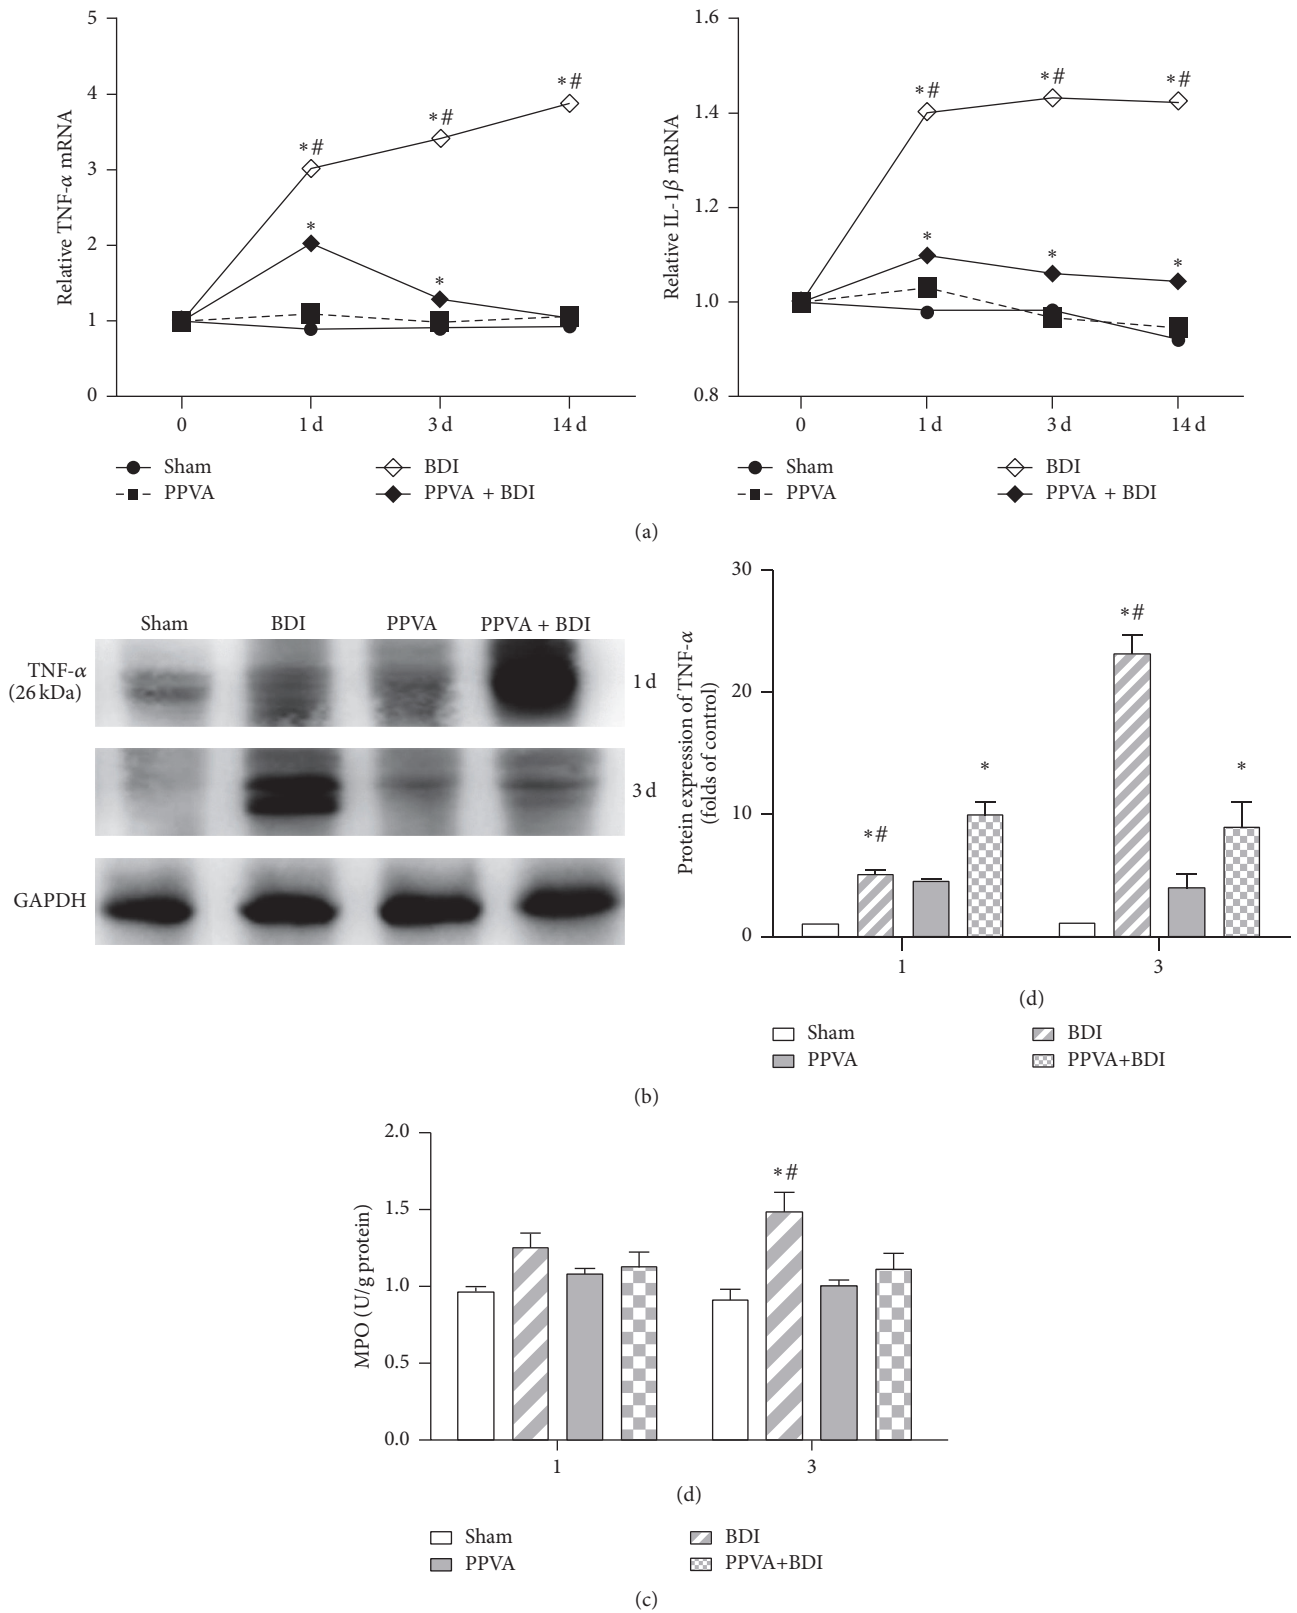 5
4
3
2
1
0
Relative TNF-α mRNA
*#
*#
*#
*
*
0 1 d 3 d 14 d
Sham BDI
PPVA PPVA + BDI
1.6
1.4
1.2
1.0
0.8
Relative IL-1β mRNA
*#
*#
*#
*
*
*
0 1 d 3 d 14 d
Sham BDI
PPVA PPVA + BDI
(a)
Sham BDI PPVA PPVA + BDI
TNF-α
(26 kDa)
1 d
3 d
GAPDH
30
20
10
0
Protein expression of TNF-α
(folds of control)
*#
*
*#
*
1 3
(d)
Sham BDI
PPVA PPVA+BDI
(b)
2.0
1.5
1.0
0.5
0.0
MPO (U/g protein)
*#
1 3
(d)
Sham BDI
PPVA PPVA+BDI
(c)